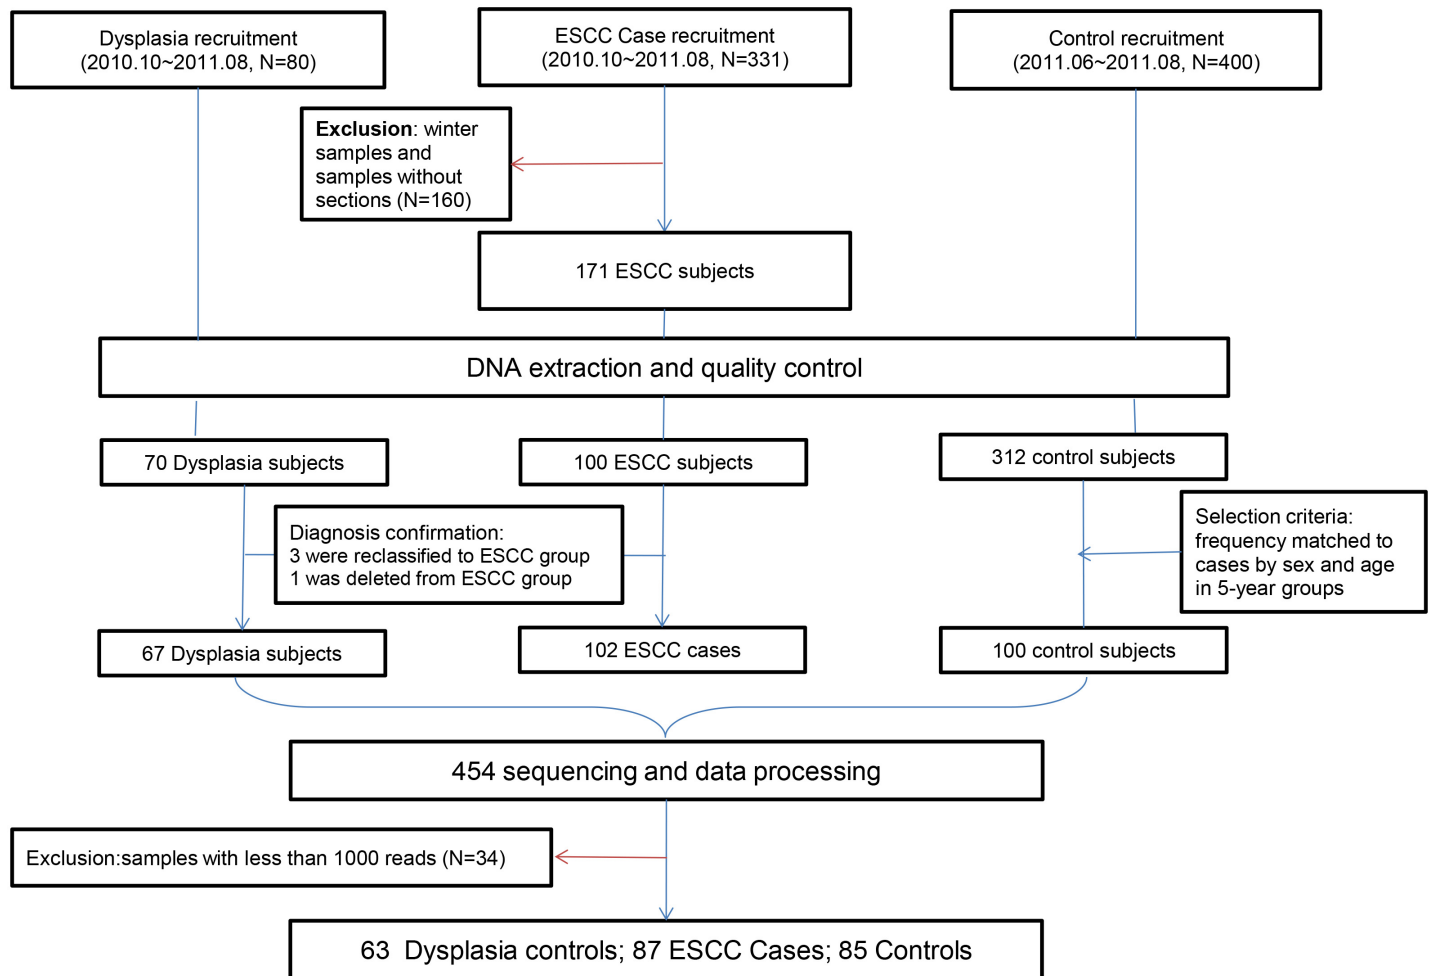 Dysplasia recruitment
(2010.10~2011.08, N=80)
ESCC Case recruitment
(2010.10~2011.08, N=331)
Control recruitment
(2011.06~2011.08, N=400)
Exclusion: winter
samples and
samples without
sections (N=160)
171 ESCC subjects
DNA extraction and quality control
70 Dysplasia subjects
100 ESCC subjects
312 control subjects
Diagnosis confirmation:
3 were reclassified to ESCC group
1 was deleted from ESCC group
Selection criteria:
frequency matched to
cases by sex and age
in 5-year groups
67 Dysplasia subjects
102 ESCC cases
100 control subjects
454 sequencing and data processing
Exclusion:samples with less than 1000 reads (N=34)
63 Dysplasia controls; 87 ESCC Cases; 85 Controls